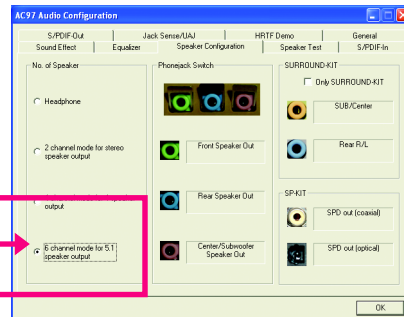 AC97 Audio Configuration
S/PDIF-Out
Jack Sense/UAJ
HRTF Demo
General
Sound Effect
Equalizer
Speaker Configuration
Speaker Test
S/PDIF-In
No. of Speaker
Headphone
2 channel mode for stereo
speaker output
output
6 channel mode for 5.1
speaker output
Phonejack Switch
Front Speaker Out
Rear Speaker Out
Center/Subwoofer
Speaker Out
SURROUND-KIT
Only SURROUND-KIT
SUB/Center
Rear R/L
SP-KIT
SPD out (coaxial)
SPD out (optical)
OK